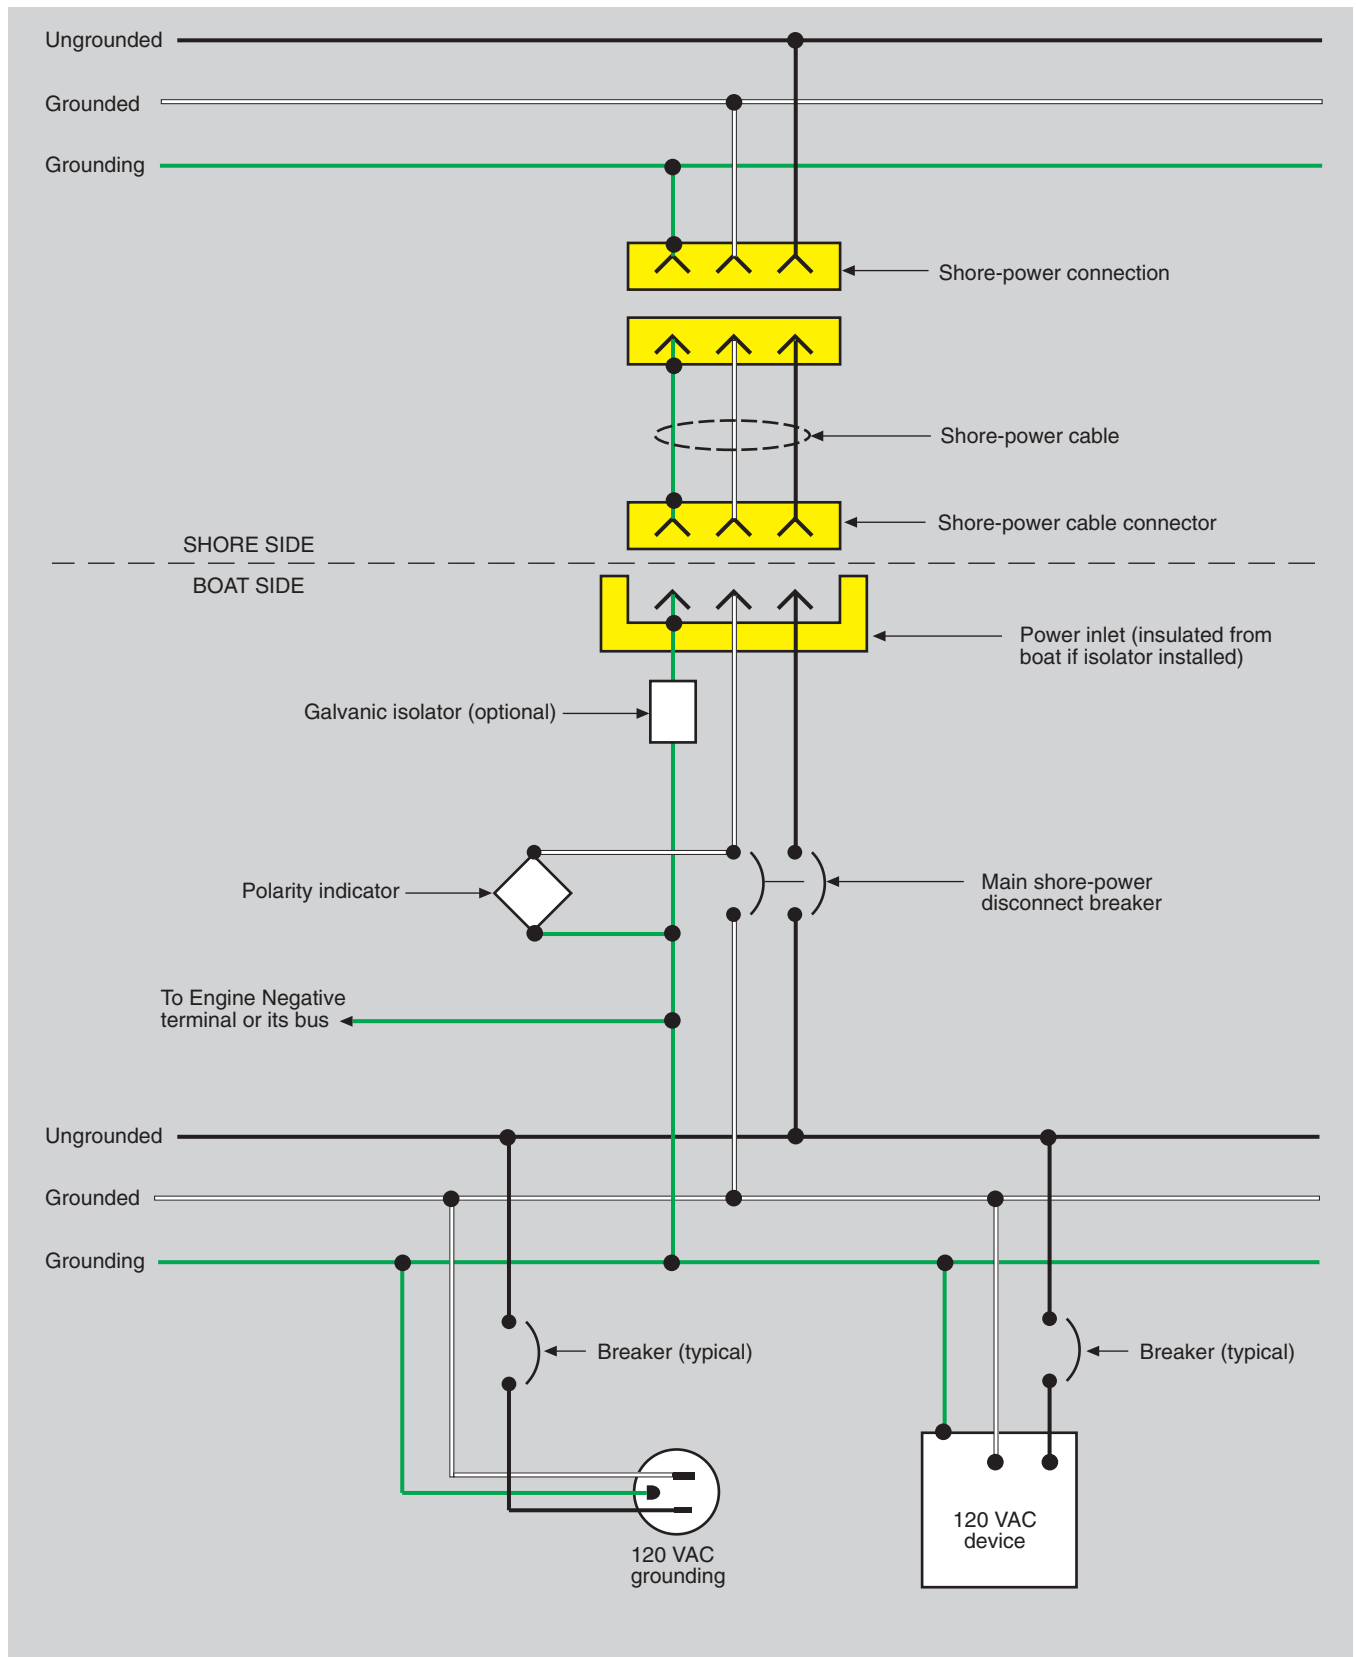 Ungrounded
Grounded
Grounding
Shore-power connection
Shore-power cable
Shore-power cable connector
SHORE SIDE
BOAT SIDE
Power inlet (insulated from
boat if isolator installed)
Galvanic isolator (optional)
Polarity indicator
Main shore-power
disconnect breaker
To Engine Negative
terminal or its bus
Ungrounded
Grounded
Grounding
Breaker (typical)
Breaker (typical)
120 VAC
grounding
120 VAC
device